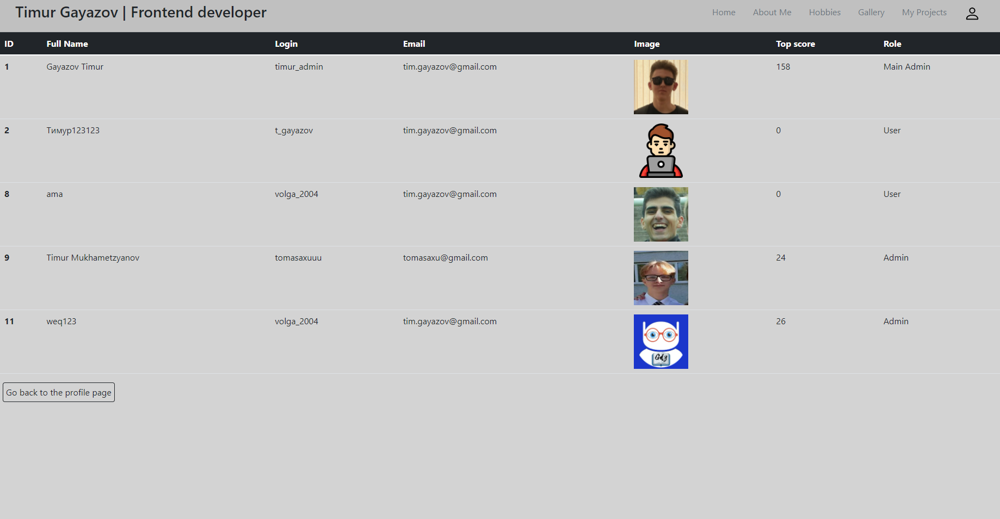 Timur Gayazov | Frontend developer Home About Me Hobbies Gallery My Projects
ID Full Name Login Email Image Top score Role
1 Gayazov Timur timur_admin tim.gayazov@gmail.com 158 Main Admin
2 Тимур123123 t_gayazov tim.gayazov@gmail.com 0 User
8 ama volga_2004 tim.gayazov@gmail.com 0 User
9 Timur Mukhametzyanov tomasaxuuu tomasaxu@gmail.com 24 Admin
11 weq123 volga_2004 tim.gayazov@gmail.com 26 Admin
Gdz
Go back to the profile page